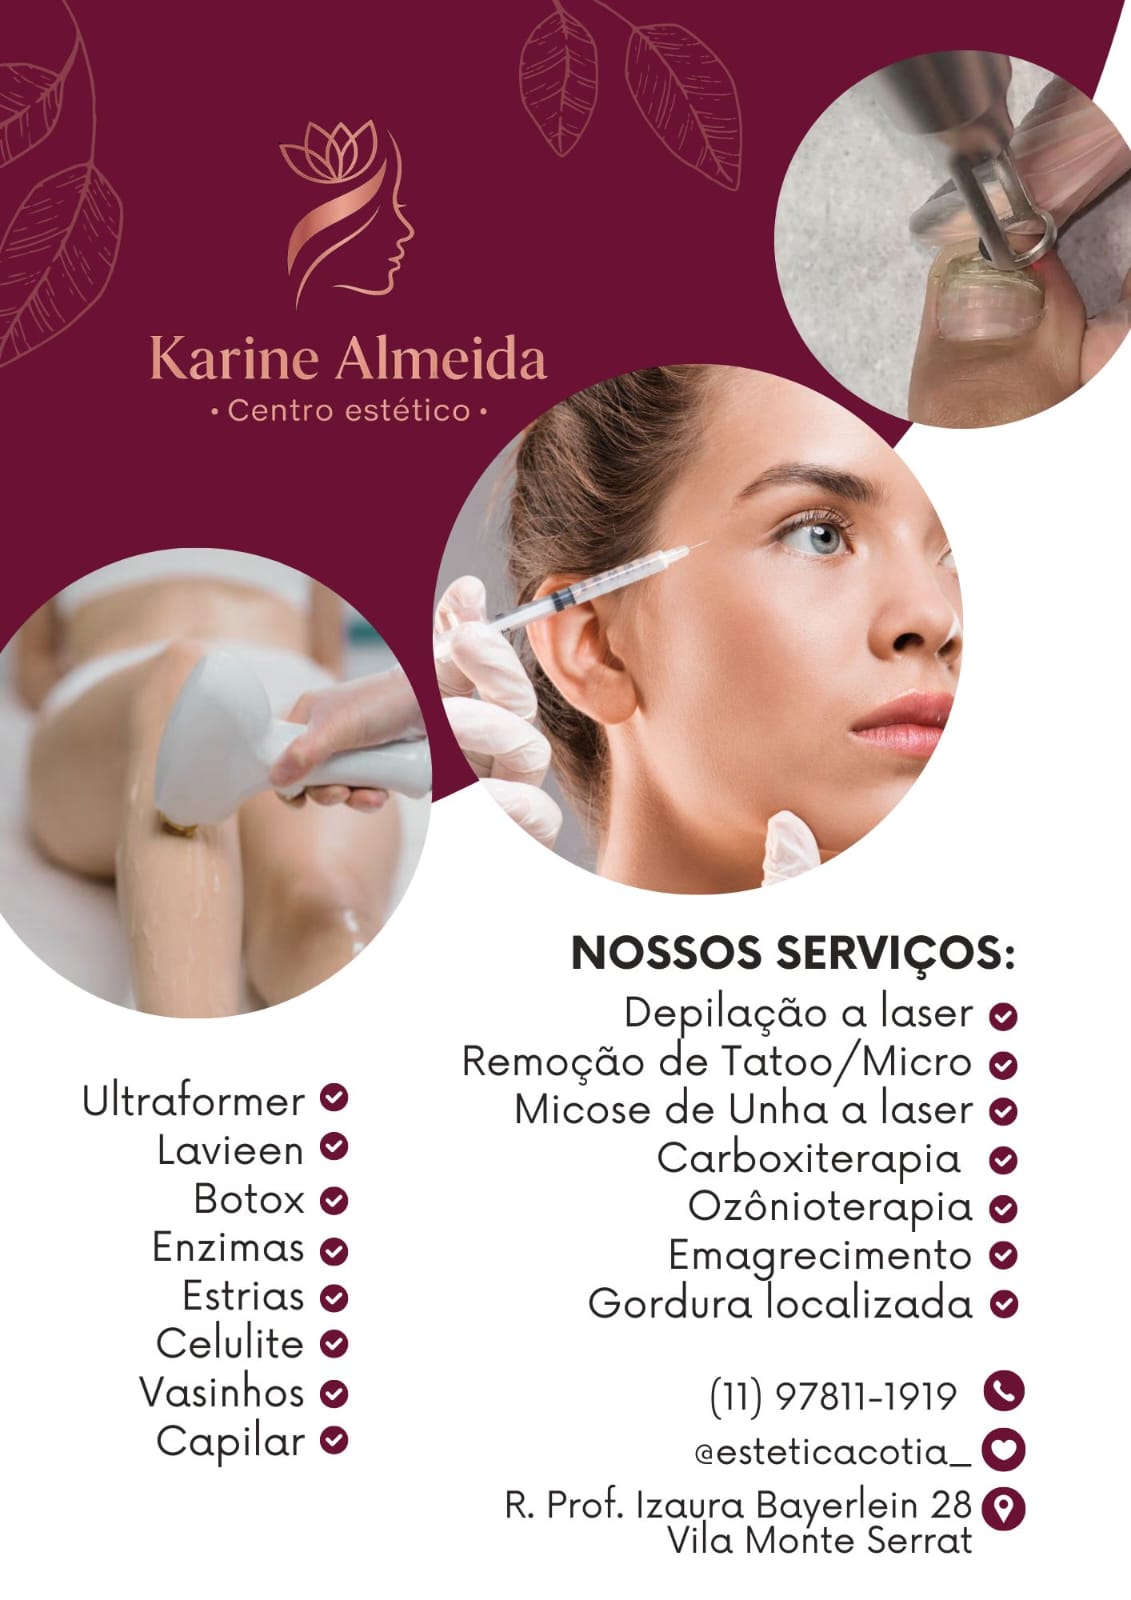 Karine Almeida
• Centro estético •
NOSSOS SERVIÇOS:
Depilação a laser
Remoção de Tatoo/Micro
Micose de Unha a laser
Carboxiterapia
Ozônioterapia
Emagrecimento
Gordura localizada
Ultraformer
Lavieen
Botox
Enzimas
Estrias
Celulite
Vasinhos
Capilar
(11) 97811-1919
@esteticacotia_
R. Prof. Izaura Bayerlein 28
Vila Monte Serrat